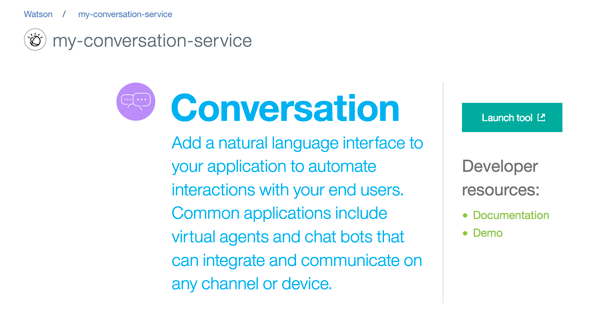 Watson / my-conversation-service
my-conversation-service
Conversation
Add a natural language interface to
your application to automate
interactions with your end users.
Common applications include
virtual agents and chat bots that
can integrate and communicate on
any channel or device.
Launch tool
Developer
resources:
• Documentation
• Demo